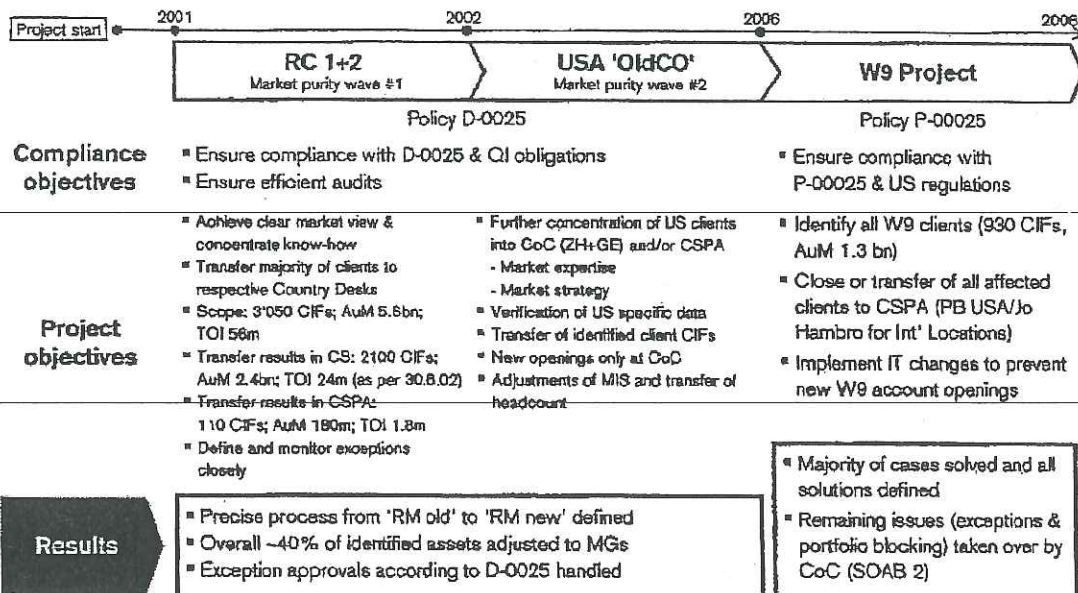 2001 2002 2006 2008
Project start
RC 1+2
Market purity wave #1
USA 'OldCO'
Market purity wave #2
W9 Project
Policy D-0025
Policy P-00025
Compliance
objectives
▪ Ensure compliance with D-0025 & QI obligations
▪ Ensure efficient audits
▪ Ensure compliance with
P-00025 & US regulations
Project
objectives
▪ Achieve clear market view &
concentrate know-how
▪ Transfer majority of clients to
respective Country Desks
▪ Scope: 3'050 CIFs; AuM 5.6bn;
TOI 56m
▪ Transfer results in CS: 2100 CIFs;
AuM 2.4bn; TOI 24m (as per 30.6.02)
▪ Transfer results in CSPA:
110 CIFs; AuM 180m; TOI 1.8m
▪ Define and monitor exceptions
closely
▪ Further concentration of US clients
into CoC (ZH+GE) and/or CSPA
- Market expertise
- Market strategy
▪ Verification of US specific data
▪ Transfer of identified client CIFs
▪ New openings only at CoC
▪ Adjustments of MIS and transfer of
headcount
▪ Identify all W9 clients (930 CIFs,
AuM 1.3 bn)
▪ Close or transfer of all affected
clients to CSPA (PB USA/Jo
Hambro for Int' Locations)
▪ Implement IT changes to prevent
new W9 account openings
Results
▪ Precise process from 'RM old' to 'RM new' defined
▪ Overall ~40% of identified assets adjusted to MGs
▪ Exception approvals according to D-0025 handled
▪ Majority of cases solved and all
solutions defined
▪ Remaining issues (exceptions &
portfolio blocking) taken over by
CoC (SOAB 2)